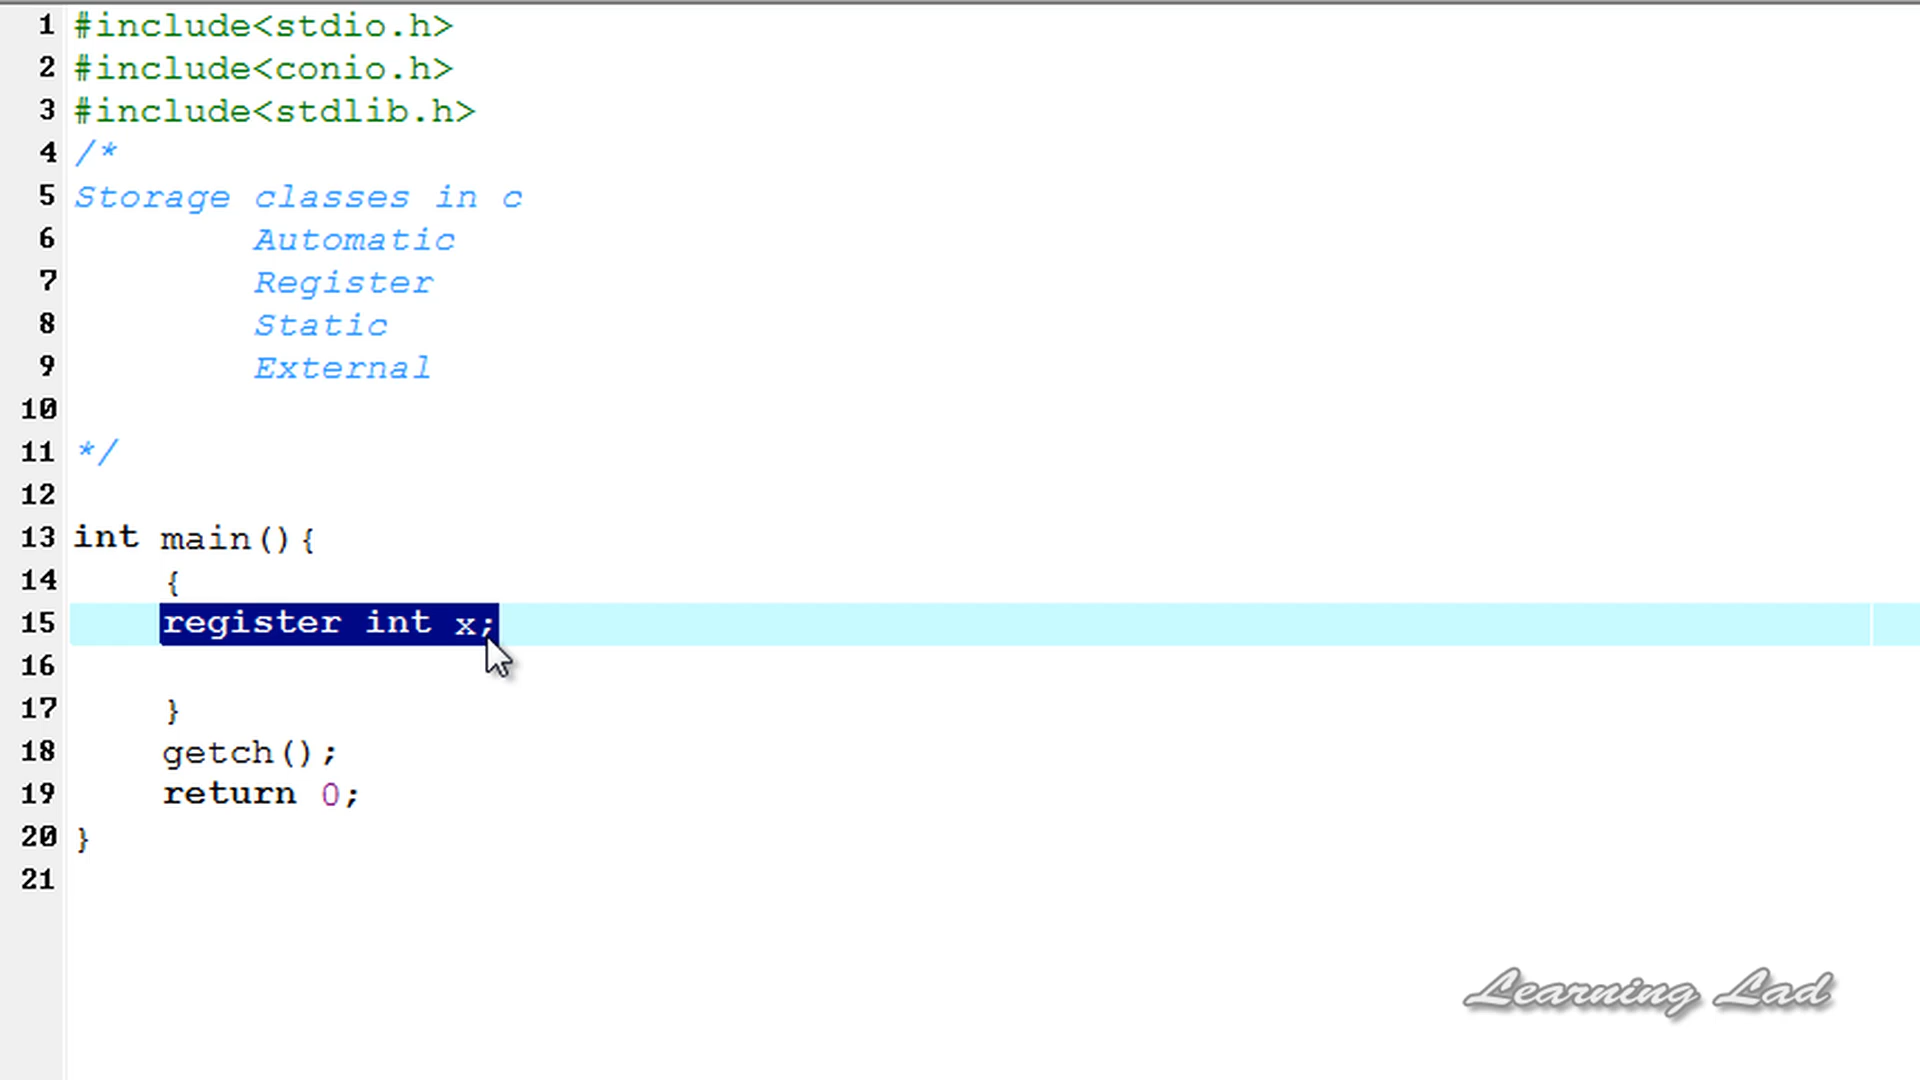 1 #include<stdio.h>
2 #include<conio.h>
3 #include<stdlib.h>
4 /*
5 Storage classes in c
6 Automatic
7 Register
8 Static
9 External
10
11 */
12
13 int main(){
14 {
15 register int x;
16
17 }
18 getch();
19 return 0;
20 }
21
Learning Lad